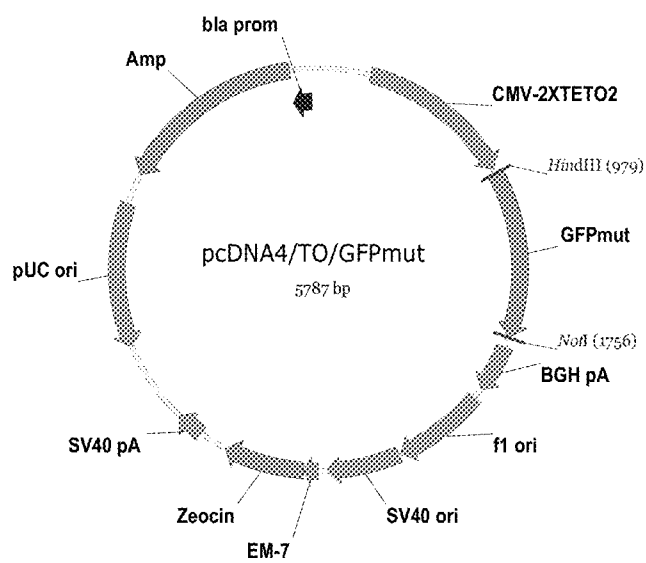 bla prom
Amp
CMV-2XTETO2
HindIII (979)
GFPmut
pcDNA4/TO/GFPmut
5787 bp
pUC ori
NotI (1756)
BGH pA
SV40 pA
f1 ori
Zeocin
SV40 ori
EM-7